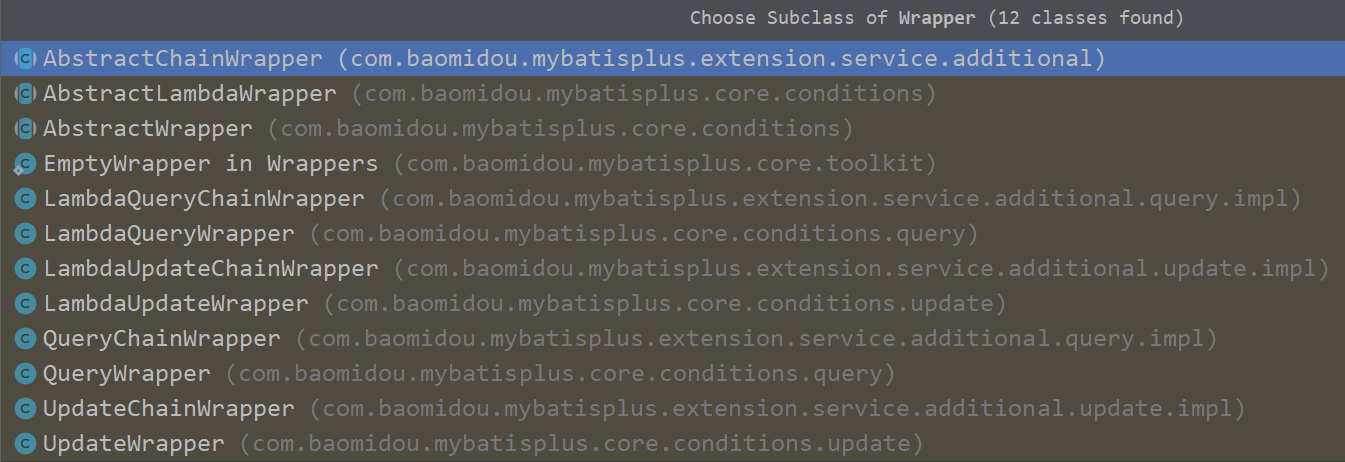 Choose Subclass of Wrapper (12 classes found)
AbstractChainWrapper (com.baomidou.mybatisplus.extension.service.additional)
AbstractLambdaWrapper (com.baomidou.mybatisplus.core.conditions)
AbstractWrapper (com.baomidou.mybatisplus.core.conditions)
EmptyWrapper in Wrappers (com.baomidou.mybatisplus.core.toolkit)
LambdaQueryChainWrapper (com.baomidou.mybatisplus.extension.service.additional.query.impl)
LambdaQueryWrapper (com.baomidou.mybatisplus.core.conditions.query)
LambdaUpdateChainWrapper (com.baomidou.mybatisplus.extension.service.additional.update.impl)
LambdaUpdateWrapper (com.baomidou.mybatisplus.core.conditions.update)
QueryChainWrapper (com.baomidou.mybatisplus.extension.service.additional.query.impl)
QueryWrapper (com.baomidou.mybatisplus.core.conditions.query)
UpdateChainWrapper (com.baomidou.mybatisplus.extension.service.additional.update.impl)
UpdateWrapper (com.baomidou.mybatisplus.core.conditions.update)